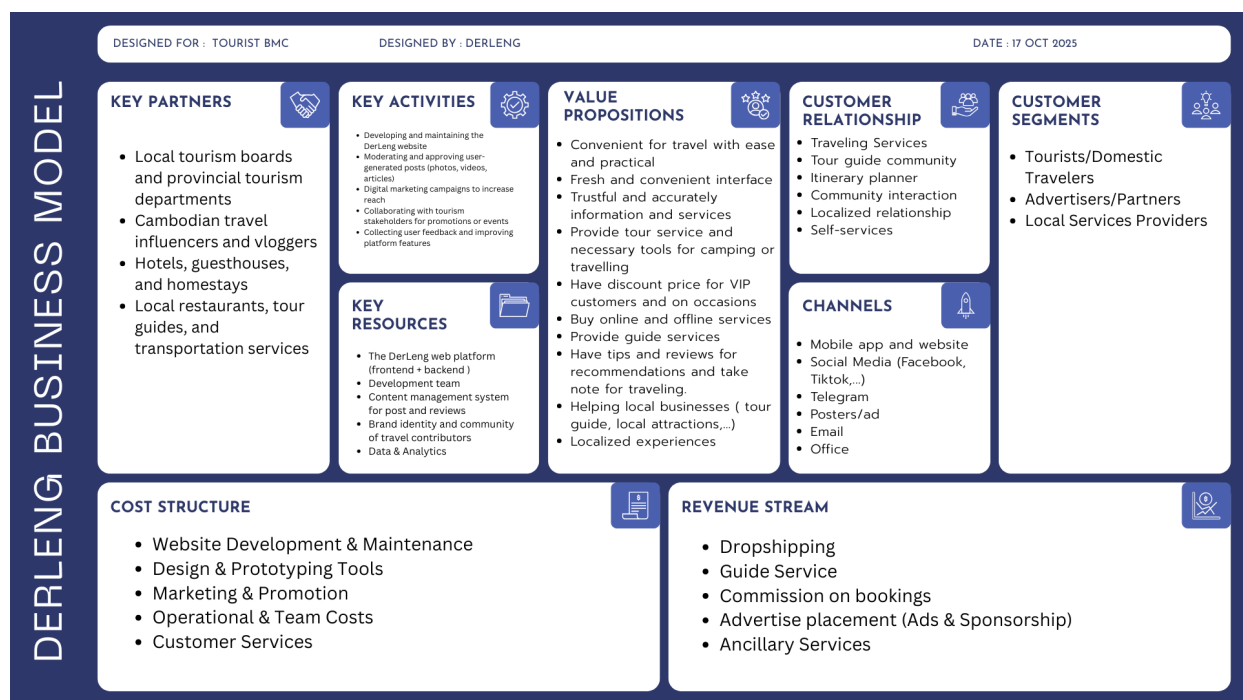 DERLENG BUSINESS MODEL
DESIGNED FOR : TOURIST BMC
DESIGNED BY : DERLENG
DATE : 17 OCT 2025
KEY PARTNERS
• Local tourism boards
and provincial tourism
departments
• Cambodian travel
influencers and vloggers
• Hotels, guesthouses,
and homestays
• Local restaurants, tour
guides, and
transportation services
KEY ACTIVITIES
• Developing and maintaining the
DerLeng website
• Moderating and approving user-
generated posts (photos, videos,
articles)
• Digital marketing campaigns to increase
reach
• Collaborating with tourism
stakeholders for promotions or events
• Collecting user feedback and improving
platform features
KEY
RESOURCES
• The DerLeng web platform
(frontend + backend )
• Development team
• Content management system
for post and reviews
• Brand identity and community
of travel contributors
• Data & Analytics
VALUE
PROPOSITIONS
• Convenient for travel with ease
and practical
• Fresh and convenient interface
• Trustful and accurately
information and services
• Provide tour service and
necessary tools for camping or
travelling
• Have discount price for VIP
customers and on occasions
• Buy online and offline services
• Provide guide services
• Have tips and reviews for
recommendations and take
note for traveling.
• Helping local businesses ( tour
guide, local attractions,...)
• Localized experiences
CUSTOMER
RELATIONSHIP
• Traveling Services
• Tour guide community
• Itinerary planner
• Community interaction
• Localized relationship
• Self-services
CHANNELS
• Mobile app and website
• Social Media (Facebook,
Tiktok,...)
• Telegram
• Posters/ad
• Email
• Office
CUSTOMER
SEGMENTS
• Tourists/Domestic
Travelers
• Advertisers/Partners
• Local Services Providers
COST STRUCTURE
• Website Development & Maintenance
• Design & Prototyping Tools
• Marketing & Promotion
• Operational & Team Costs
• Customer Services
REVENUE STREAM
• Dropshipping
• Guide Service
• Commission on bookings
• Advertise placement (Ads & Sponsorship)
• Ancillary Services